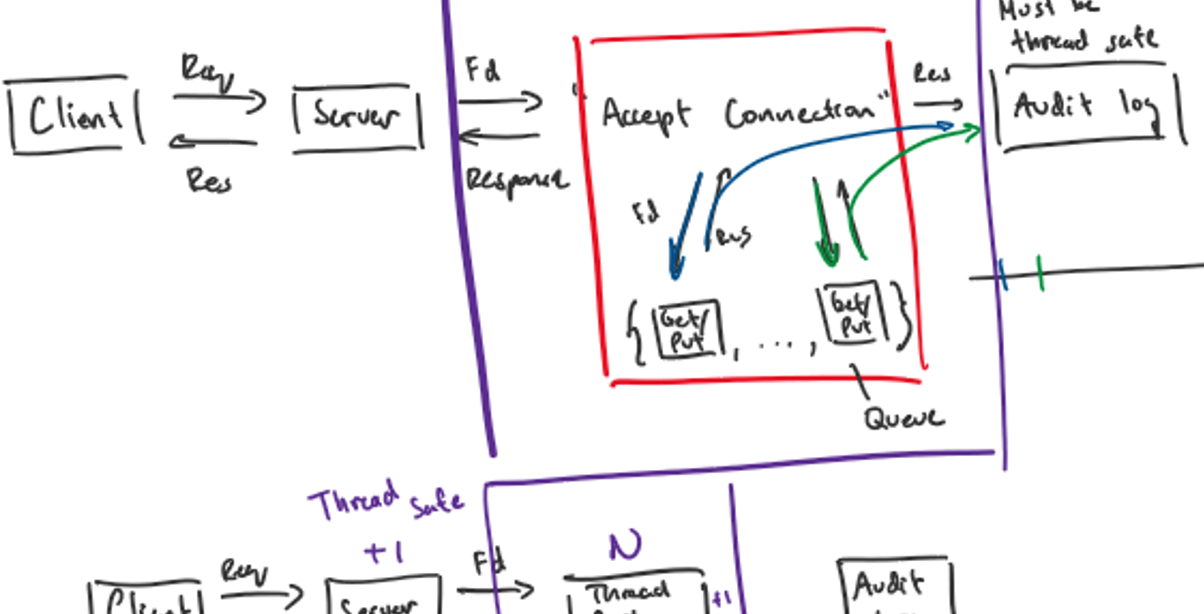 Must be
thread safe
Req
Fd
Res
Client
Server
"Accept Connection"
Audit log
Res
Response
Fd
Res
Get/
Put
, ..... ,
Get/
Put
Queue
Thread safe
+1
N
Req
Fd
Client
Server
Thread
+1
Audit